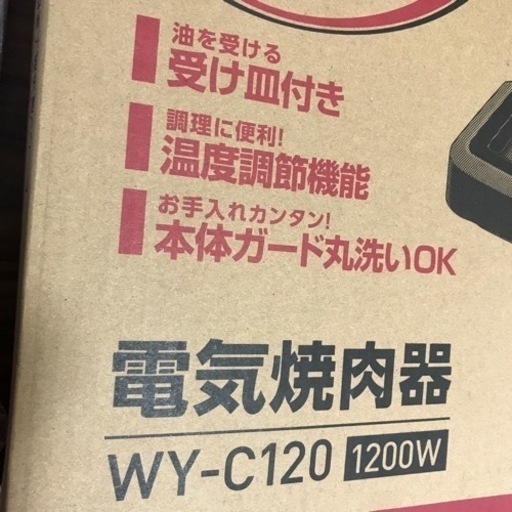 油を受ける
受け皿付き
調理に便利!
温度調節機能
お手入れカンタン!
本体ガード丸洗いOK
電気焼肉器
WY-C120 1200W